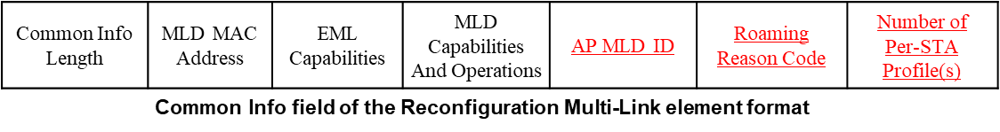 Common Info
Length
MLD MAC
Address
EML
Capabilities
MLD
Capabilities
And Operations
AP MLD ID
Roaming
Reason Code
Number of
Per-STA
Profile(s)
Common Info field of the Reconfiguration Multi-Link element format